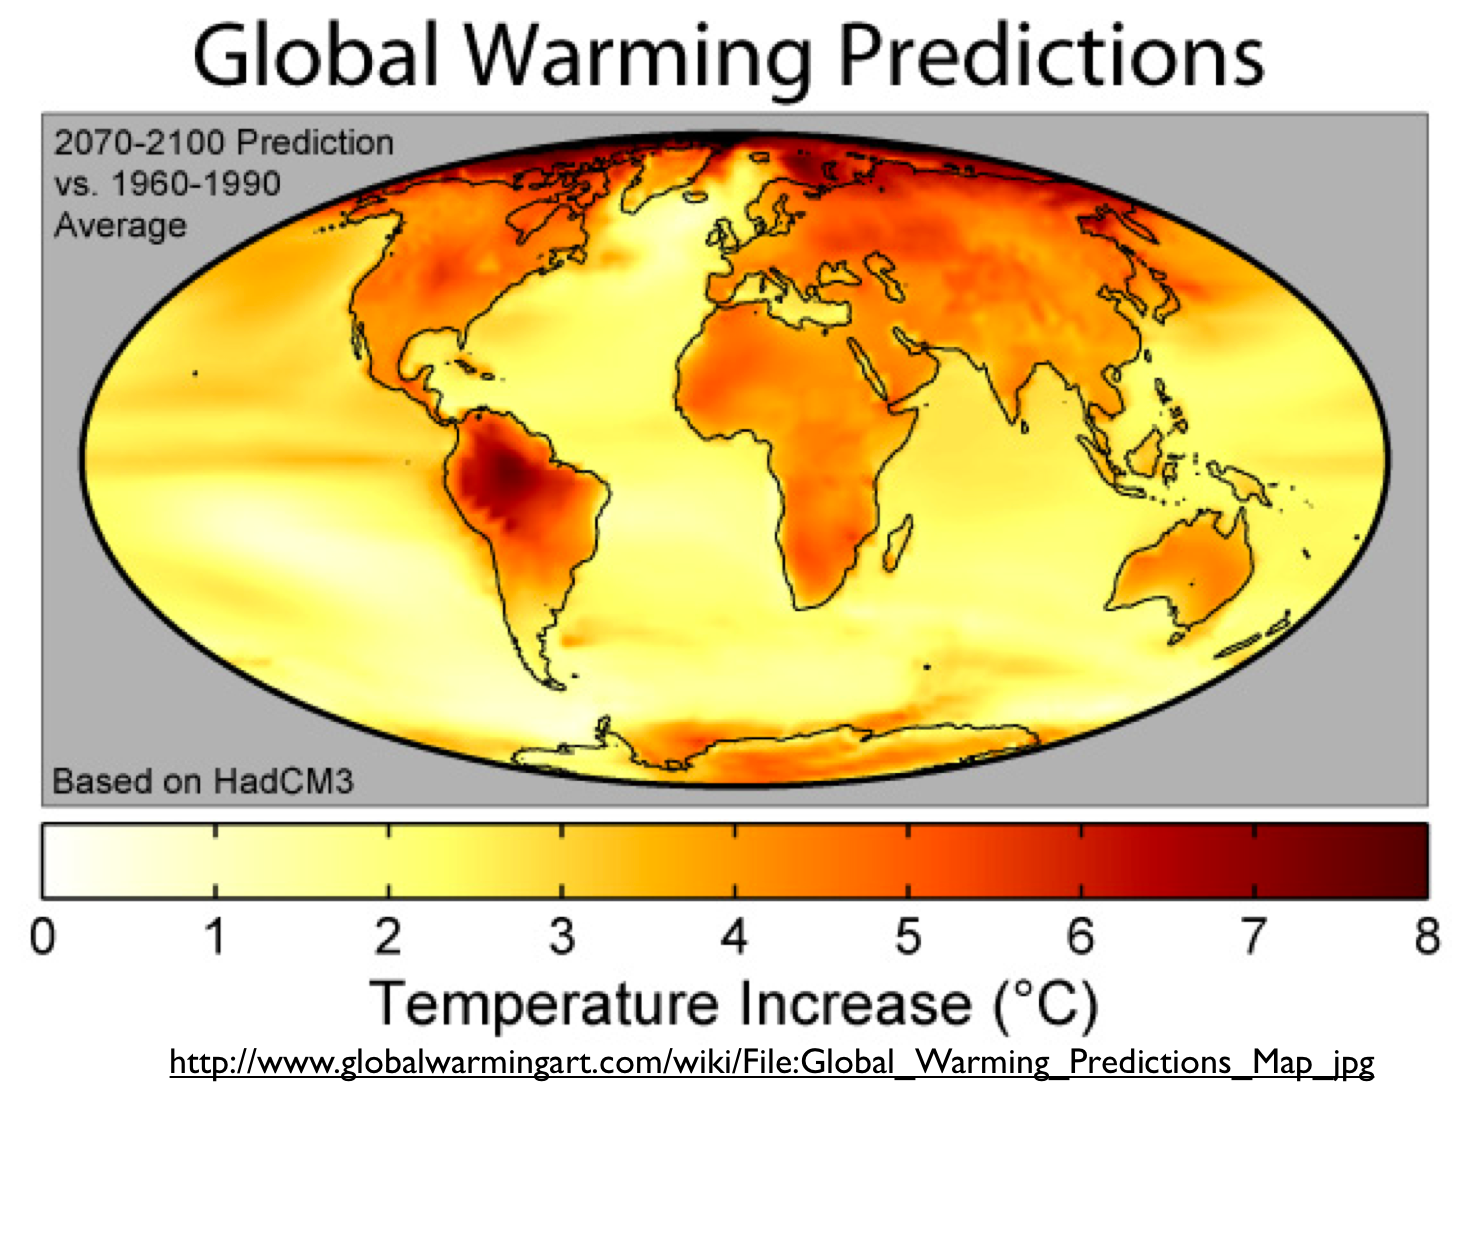 Global Warming Predictions
2070-2100 Prediction
vs. 1960-1990
Average
Based on HadCM3
0 1 2 3 4 5 6 7 8
Temperature Increase (°C)
http://www.globalwarmingart.com/wiki/File:Global_Warming_Predictions_Map_jpg